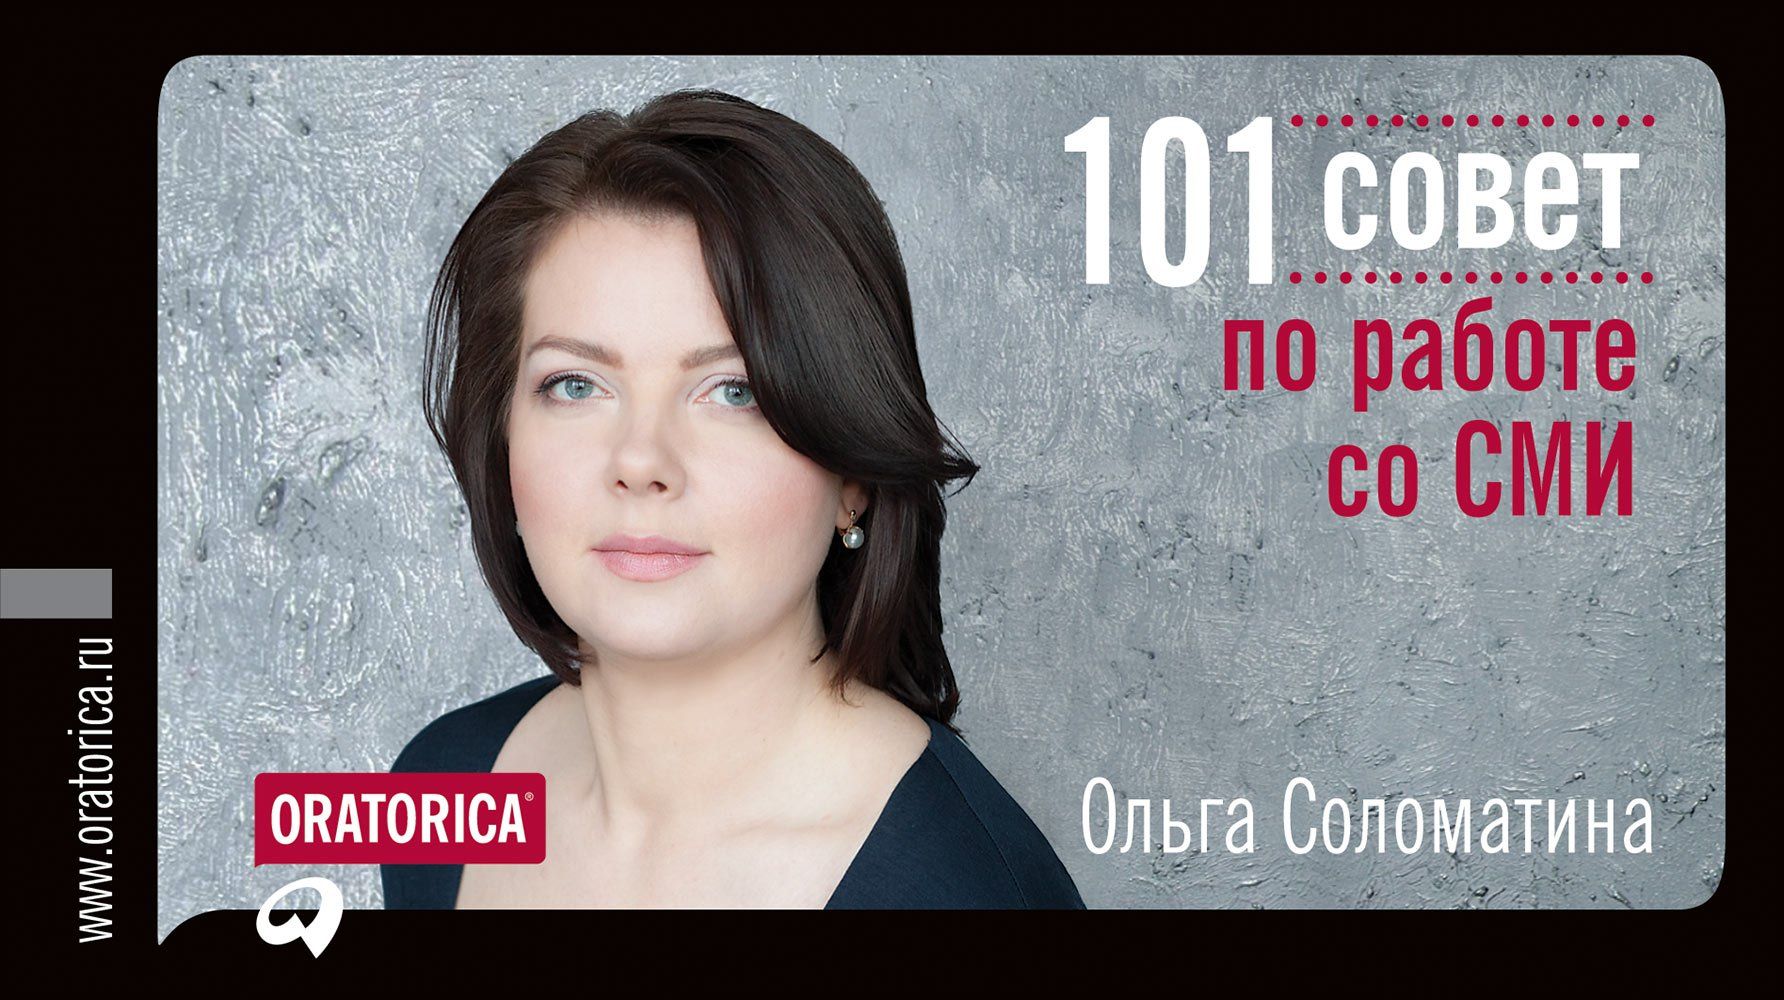 101 совет
по работе
со СМИ
ORATORICA®
Ольга Соломатина
www.oratorica.ru